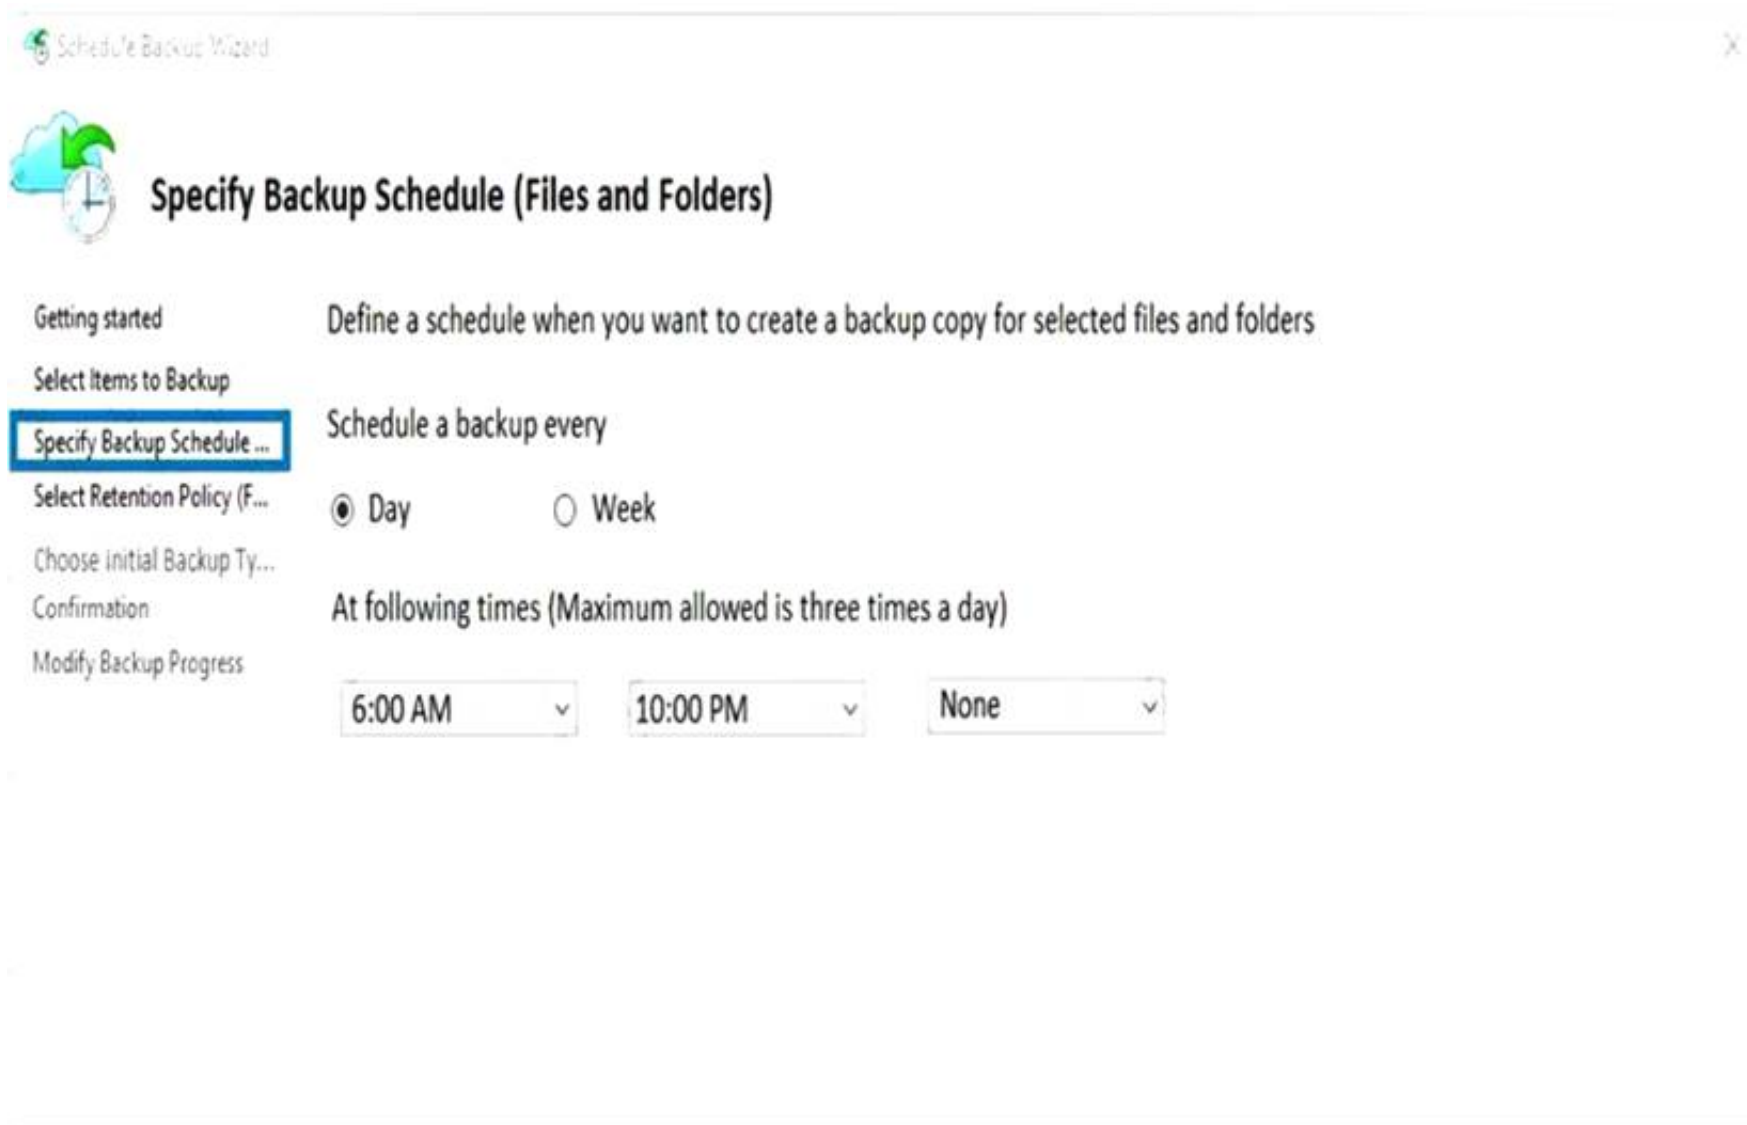 Schedule Backup Wizard
Specify Backup Schedule (Files and Folders)
Getting started
Select Items to Backup
Specify Backup Schedule ...
Select Retention Policy (F...
Choose initial Backup Ty...
Confirmation
Modify Backup Progress
Define a schedule when you want to create a backup copy for selected files and folders
Schedule a backup every
Day Week
At following times (Maximum allowed is three times a day)
6:00 AM 10:00 PM None